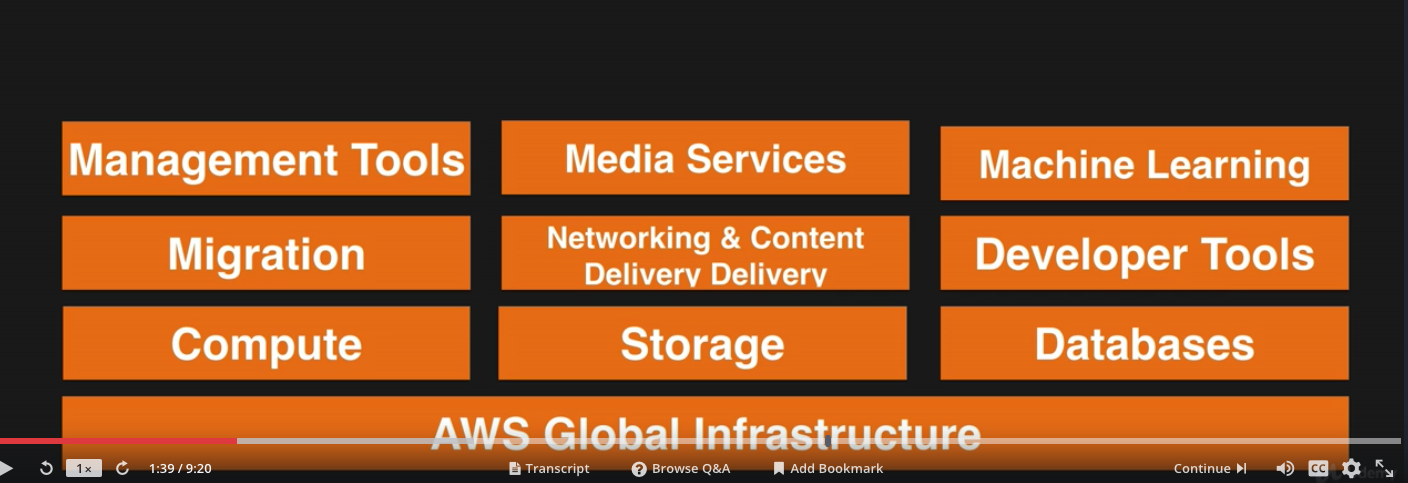 Management Tools
Media Services
Machine Learning
Migration
Networking & Content
Delivery Delivery
Developer Tools
Compute
Storage
Databases
AWS Global Infrastructure
1x
1:39 / 9:20
Transcript
? Browse Q&A
Add Bookmark
Continue
CC